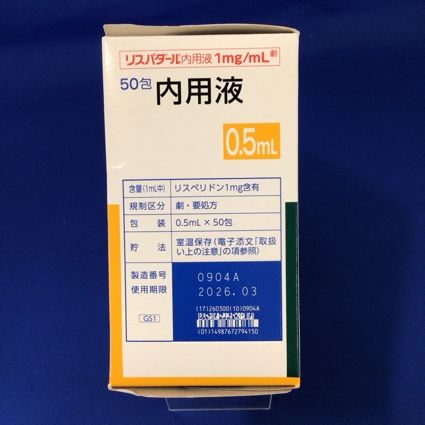 リスパダール内用液1mg/mL 劇
50包 内用液
0.5mL
含量(1mL中) リスペリドン1mg含有
規制区分 劇・要処方
包装 0.5mL×50包
貯法 室温保存(電子添文「取扱
い上の注意」の項参照)
製造番号 0904A
使用期限 2026.03
G51
(17)260300(10)0904A
(01)14987672794150